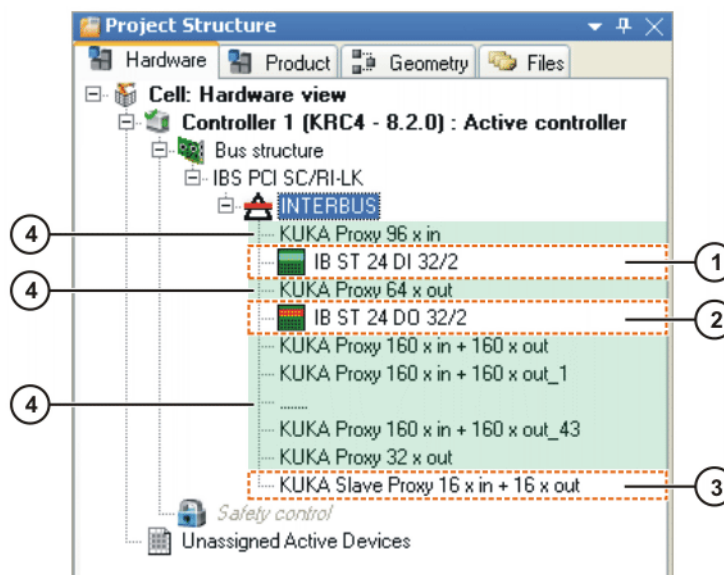 Project Structure
Hardware Product Geometry Files
Cell: Hardware view
Controller 1 (KRC4 - 8.2.0) : Active controller
Bus structure
IBS PCI SC/RI-LK
INTERBUS
4 KUKA Proxy 96 x in
IB ST 24 DI 32/2 1
4 KUKA Proxy 64 x out
IB ST 24 DO 32/2 2
KUKA Proxy 160 x in + 160 x out
KUKA Proxy 160 x in + 160 x out_1
4 ........
KUKA Proxy 160 x in + 160 x out_43
KUKA Proxy 32 x out
KUKA Slave Proxy 16 x in + 16 x out 3
Safety control
Unassigned Active Devices